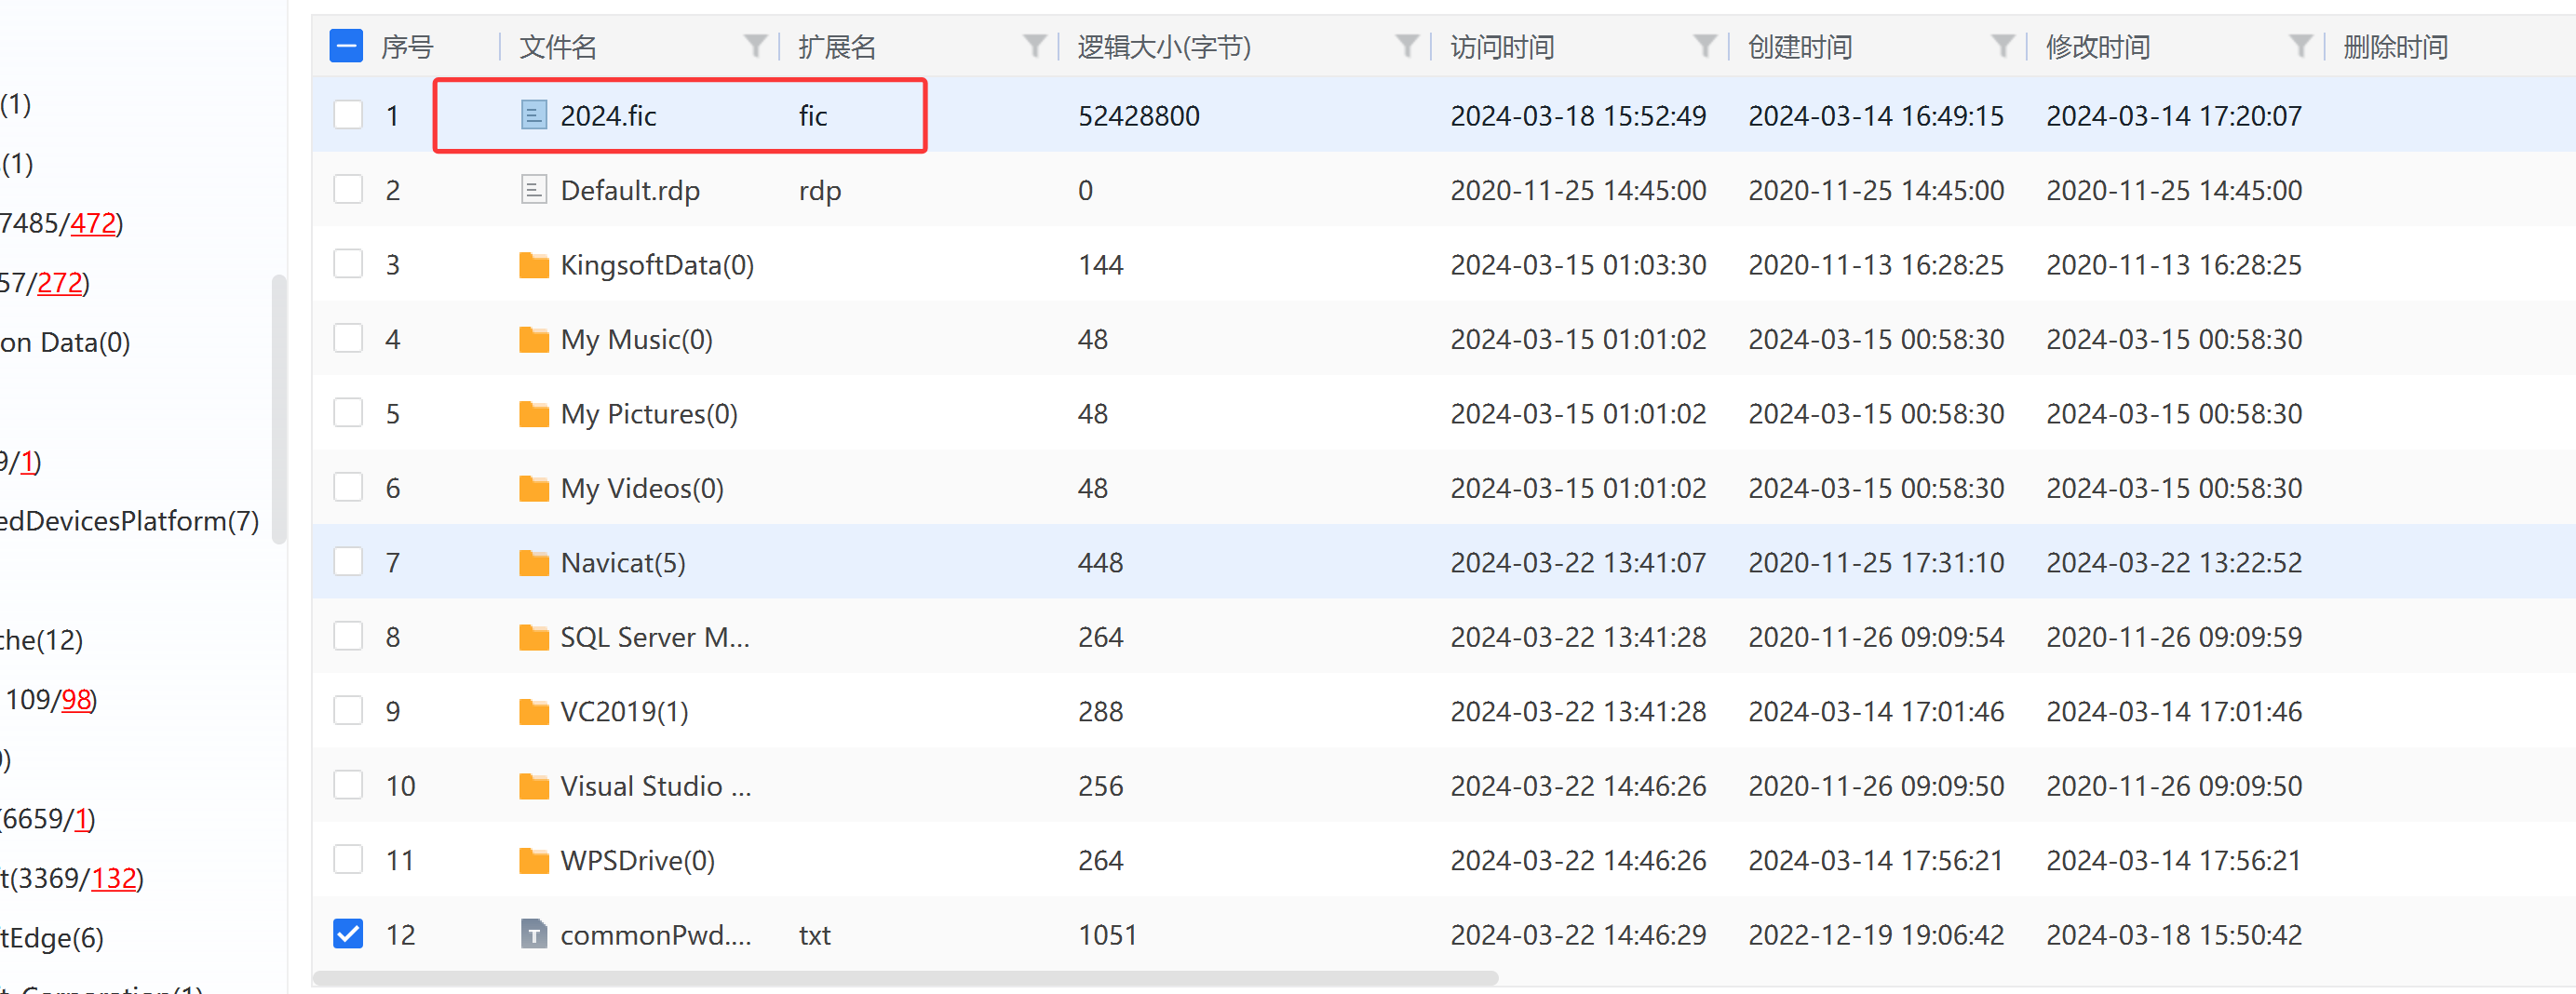 序号 文件名 扩展名 逻辑大小(字节) 访问时间 创建时间 修改时间 删除时间
(1)
1 2024.fic fic 52428800 2024-03-18 15:52:49 2024-03-14 16:49:15 2024-03-14 17:20:07
(1)
2 Default.rdp rdp 0 2020-11-25 14:45:00 2020-11-25 14:45:00 2020-11-25 14:45:00
7485/472)
3 KingsoftData(0) 144 2024-03-15 01:03:30 2020-11-13 16:28:25 2020-11-13 16:28:25
57/272)
4 My Music(0) 48 2024-03-15 01:01:02 2024-03-15 00:58:30 2024-03-15 00:58:30
on Data(0)
5 My Pictures(0) 48 2024-03-15 01:01:02 2024-03-15 00:58:30 2024-03-15 00:58:30
9/1)
6 My Videos(0) 48 2024-03-15 01:01:02 2024-03-15 00:58:30 2024-03-15 00:58:30
edDevicesPlatform(7)
7 Navicat(5) 448 2024-03-22 13:41:07 2020-11-25 17:31:10 2024-03-22 13:22:52
che(12)
8 SQL Server M... 264 2024-03-22 13:41:28 2020-11-26 09:09:54 2020-11-26 09:09:59
109/98)
9 VC2019(1) 288 2024-03-22 13:41:28 2024-03-14 17:01:46 2024-03-14 17:01:46
)
10 Visual Studio ... 256 2024-03-22 14:46:26 2020-11-26 09:09:50 2020-11-26 09:09:50
(6659/1)
11 WPSDrive(0) 264 2024-03-22 14:46:26 2024-03-14 17:56:21 2024-03-14 17:56:21
t(3369/132)
12 commonPwd.... txt 1051 2024-03-22 14:46:29 2022-12-19 19:06:42 2024-03-18 15:50:42
tEdge(6)